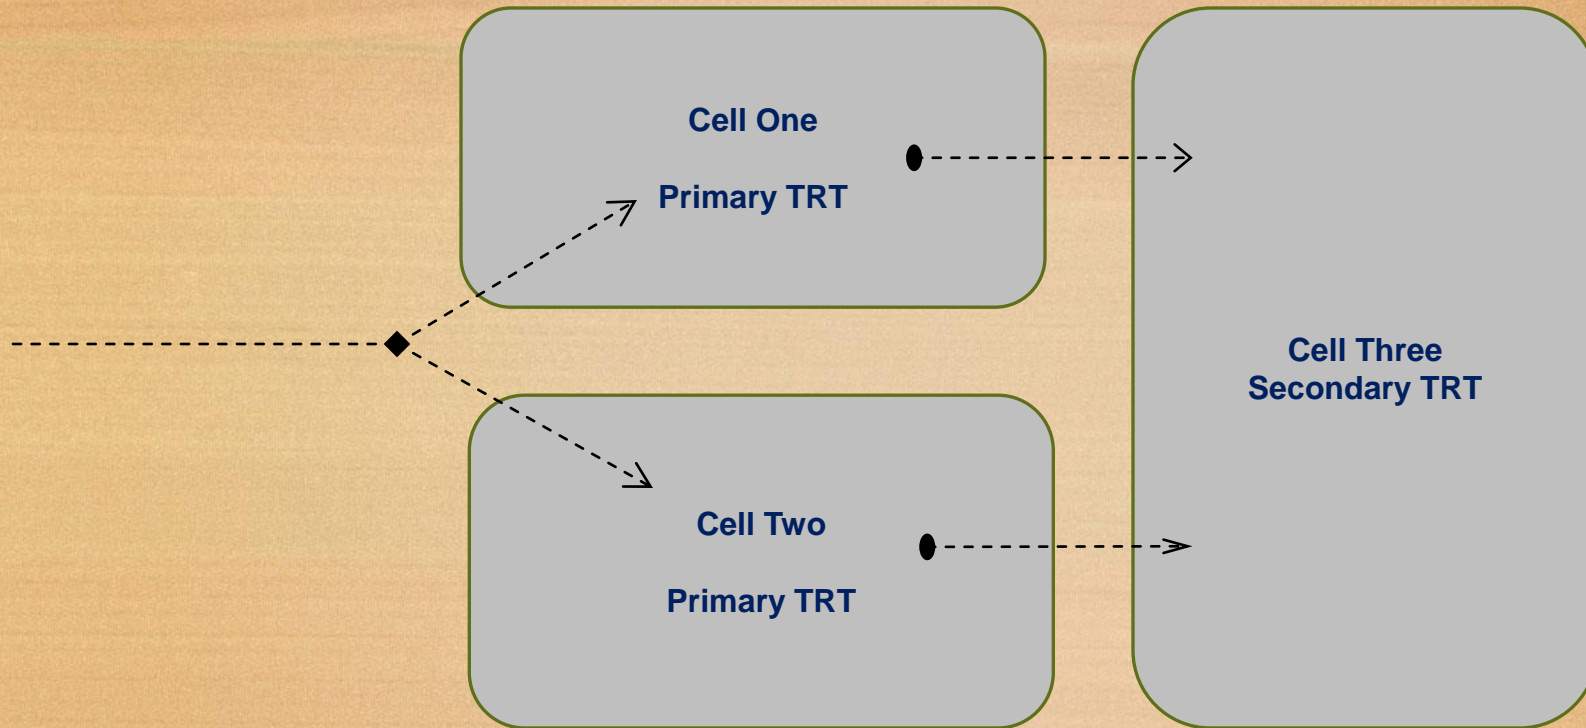 Cell One
Primary TRT
Cell Three
Secondary TRT
Cell Two
Primary TRT